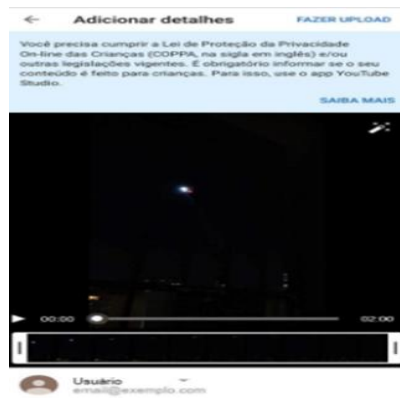 Adicionar detalhes
FAZER UPLOAD
Você precisa cumprir a Lei de Proteção da Privacidade
On-line das Crianças (COPPA, na sigla em inglês) e/ou
outras legislações vigentes. É obrigatório informar se o seu
conteúdo é feito para crianças. Para isso, use o app YouTube
Studio.
SAIBA MAIS
00:00
02:00
Usuário
email@exemplo.com